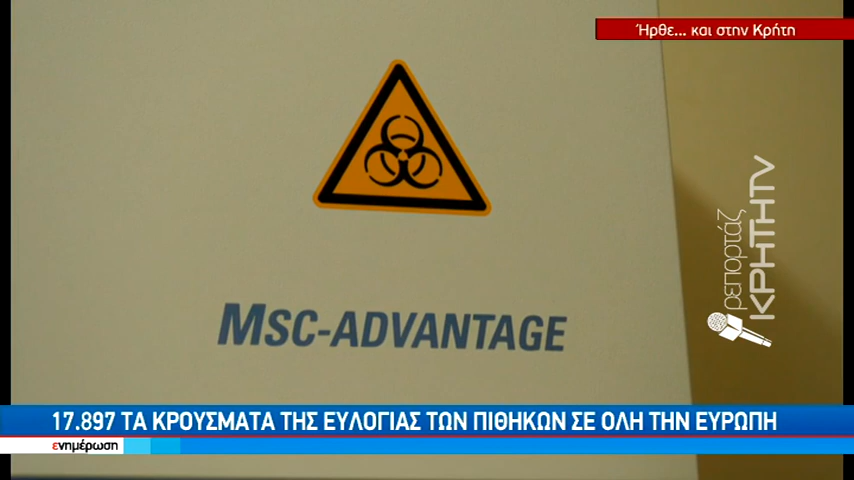 Ήρθε... και στην Κρήτη
ρεπορτάζ
ΚΡΗΤΗTV
MSC-ADVANTAGE
17.897 ΤΑ ΚΡΟΥΣΜΑΤΑ ΤΗΣ ΕΥΛΟΓΙΑΣ ΤΩΝ ΠΙΘΗΚΩΝ ΣΕ ΟΛΗ ΤΗΝ ΕΥΡΩΠΗ
ενημέρωση